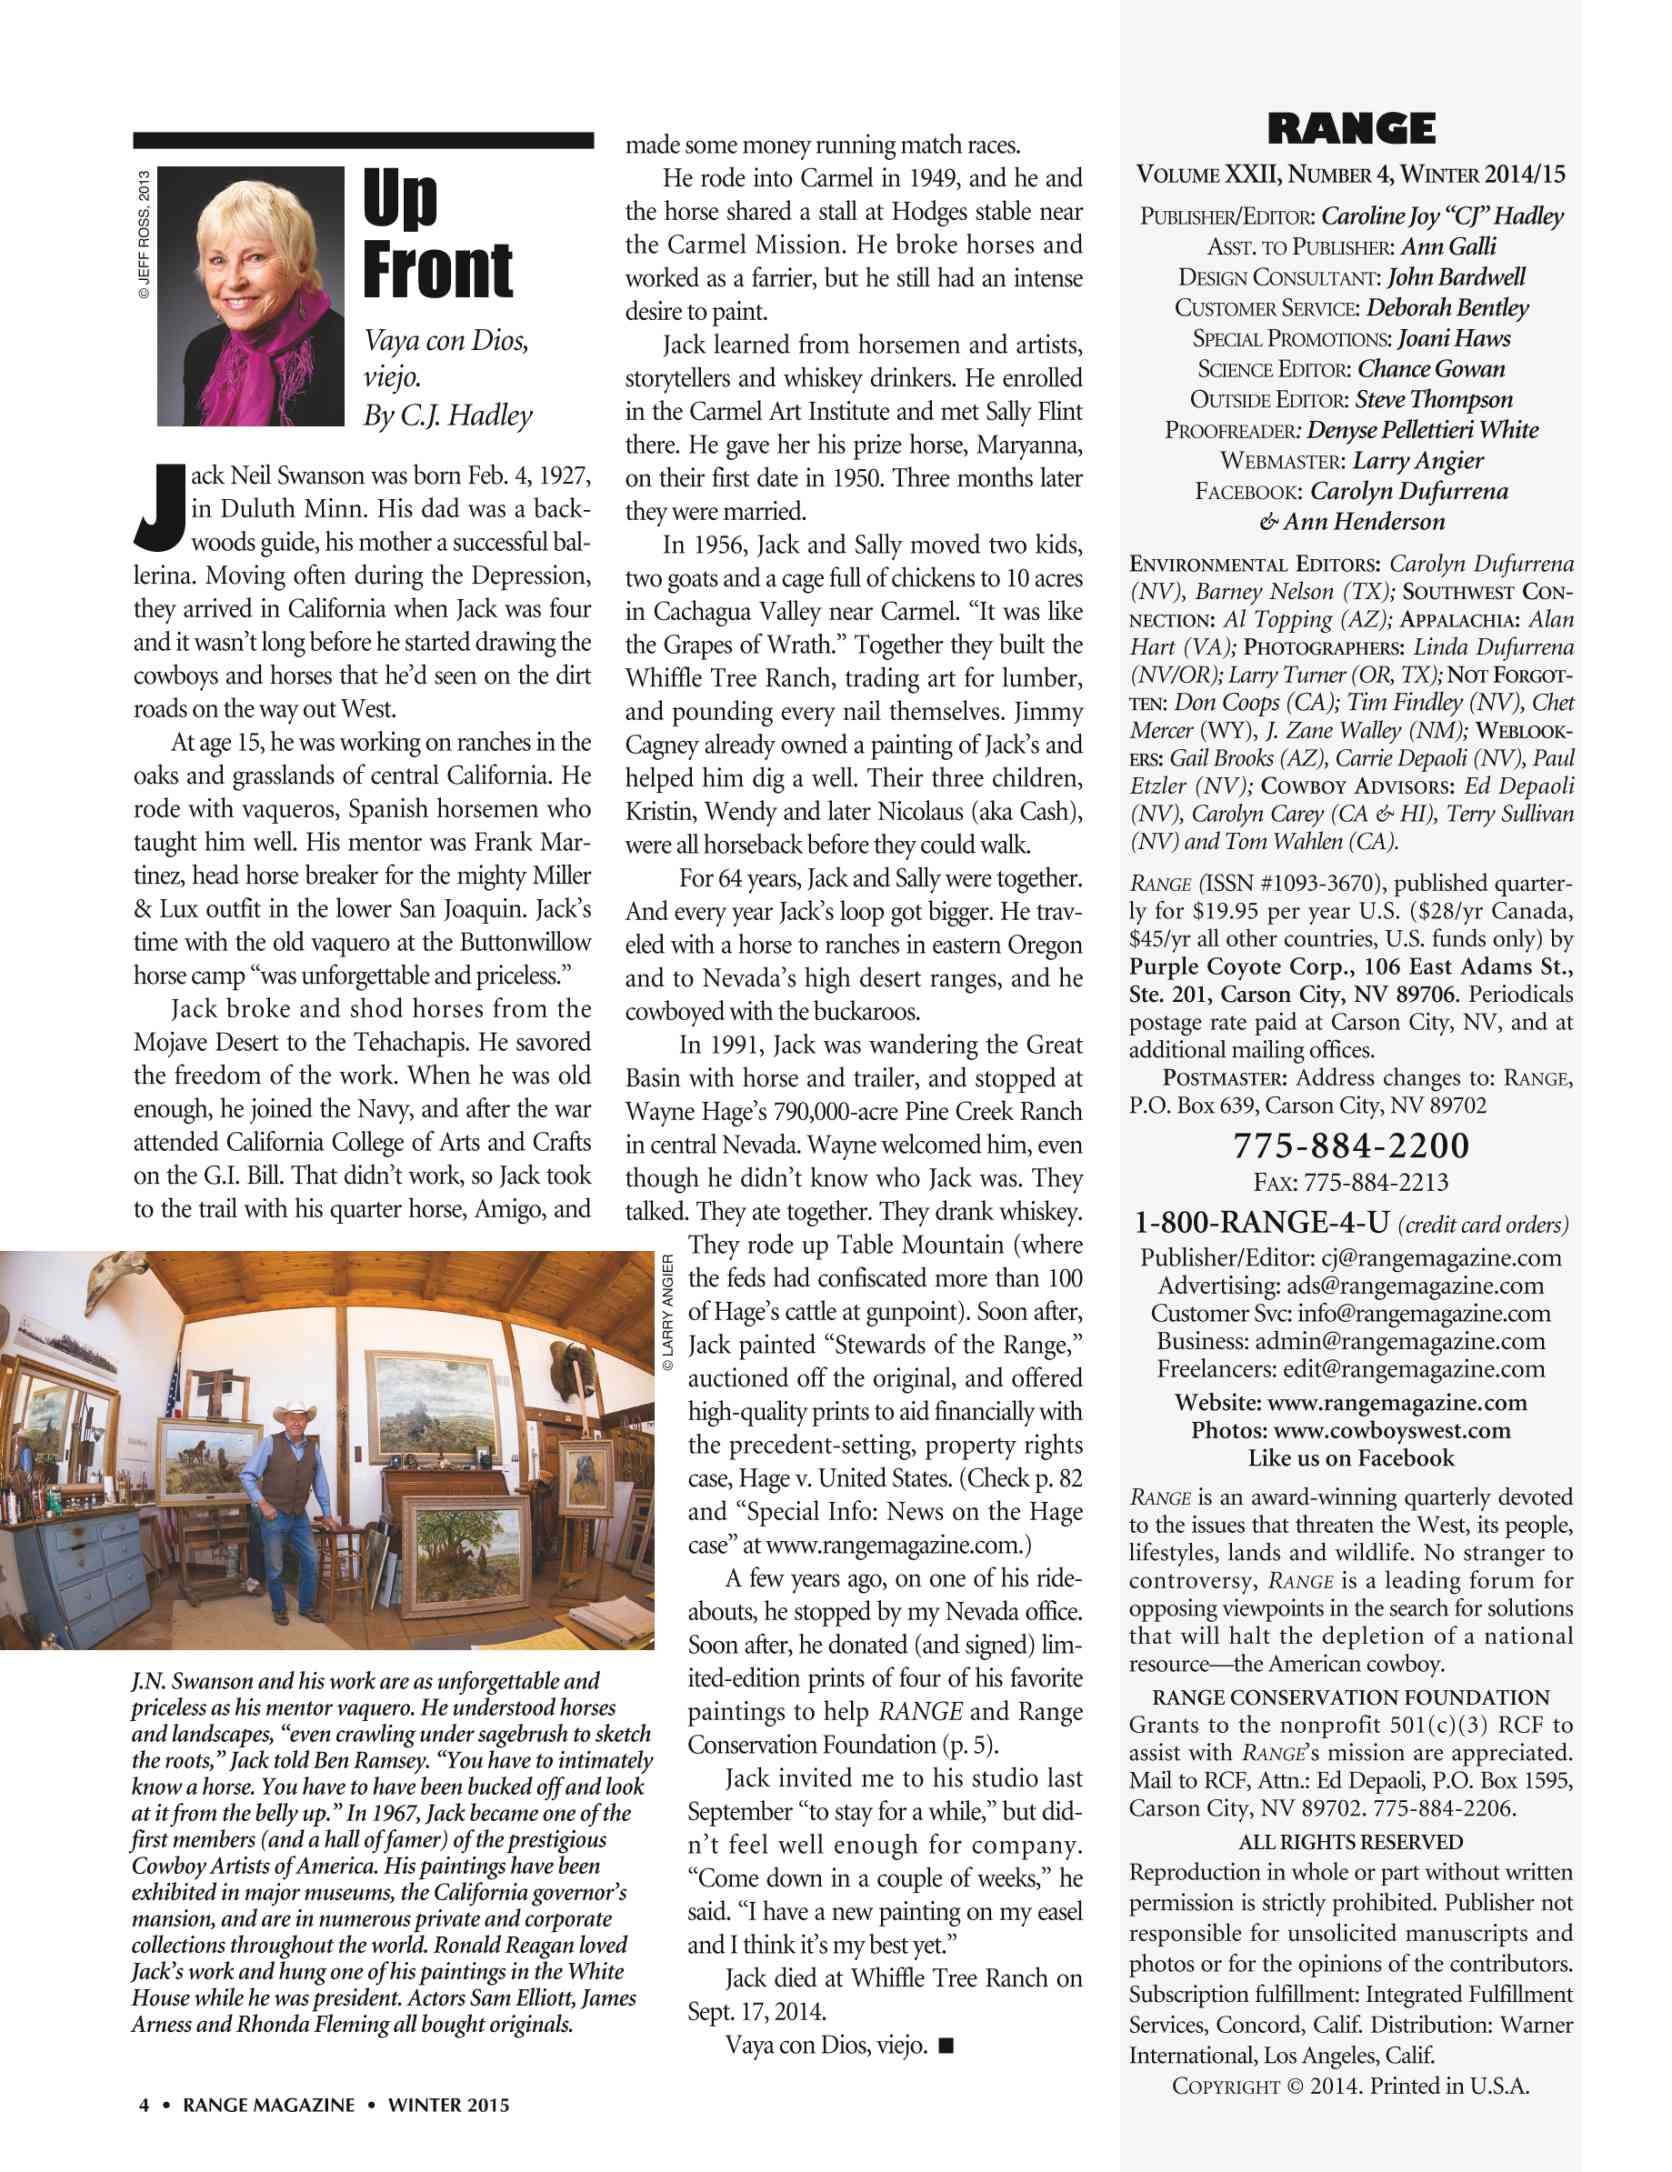 © JEFF ROSS, 2013
Up
Front
Vaya con Dios,
viejo.
By C.J. Hadley
Jack Neil Swanson was born Feb. 4, 1927,
in Duluth Minn. His dad was a back-
woods guide, his mother a successful bal-
lerina. Moving often during the Depression,
they arrived in California when Jack was four
and it wasn't long before he started drawing the
cowboys and horses that he'd seen on the dirt
roads on the way out West.
At age 15, he was working on ranches in the
oaks and grasslands of central California. He
rode with vaqueros, Spanish horsemen who
taught him well. His mentor was Frank Mar-
tinez, head horse breaker for the mighty Miller
& Lux outfit in the lower San Joaquin. Jack's
time with the old vaquero at the Buttonwillow
horse camp “was unforgettable and priceless.”
Jack broke and shod horses from the
Mojave Desert to the Tehachapis. He savored
the freedom of the work. When he was old
enough, he joined the Navy, and after the war
attended California College of Arts and Crafts
on the G.I. Bill. That didn't work, so Jack took
to the trail with his quarter horse, Amigo, and
made some money running match races.
He rode into Carmel in 1949, and he and
the horse shared a stall at Hodges stable near
the Carmel Mission. He broke horses and
worked as a farrier, but he still had an intense
desire to paint.
Jack learned from horsemen and artists,
storytellers and whiskey drinkers. He enrolled
in the Carmel Art Institute and met Sally Flint
there. He gave her his prize horse, Maryanna,
on their first date in 1950. Three months later
they were married.
In 1956, Jack and Sally moved two kids,
two goats and a cage full of chickens to 10 acres
in Cachagua Valley near Carmel. “It was like
the Grapes of Wrath.” Together they built the
Whiffle Tree Ranch, trading art for lumber,
and pounding every nail themselves. Jimmy
Cagney already owned a painting of Jack's and
helped him dig a well. Their three children,
Kristin, Wendy and later Nicolaus (aka Cash),
were all horseback before they could walk.
For 64 years, Jack and Sally were together.
And every year Jack's loop got bigger. He trav-
eled with a horse to ranches in eastern Oregon
and to Nevada's high desert ranges, and he
cowboyed with the buckaroos.
In 1991, Jack was wandering the Great
Basin with horse and trailer, and stopped at
Wayne Hage's 790,000-acre Pine Creek Ranch
in central Nevada. Wayne welcomed him, even
though he didn't know who Jack was. They
talked. They ate together. They drank whiskey.
They rode up Table Mountain (where
the feds had confiscated more than 100
of Hage's cattle at gunpoint). Soon after,
Jack painted “Stewards of the Range,”
auctioned off the original, and offered
high-quality prints to aid financially with
the precedent-setting, property rights
case, Hage v. United States. (Check p. 82
and “Special Info: News on the Hage
case” at www.rangemagazine.com.)
A few years ago, on one of his ride-
abouts, he stopped by my Nevada office.
Soon after, he donated (and signed) lim-
ited-edition prints of four of his favorite
paintings to help RANGE and Range
Conservation Foundation (p. 5).
Jack invited me to his studio last
September “to stay for a while,” but did-
n't feel well enough for company.
“Come down in a couple of weeks,” he
said. “I have a new painting on my easel
and I think it's my best yet.”
Jack died at Whiffle Tree Ranch on
Sept. 17, 2014.
Vaya con Dios, viejo. ■
© LARRY ANGIER
J.N. Swanson and his work are as unforgettable and
priceless as his mentor vaquero. He understood horses
and landscapes, “even crawling under sagebrush to sketch
the roots,” Jack told Ben Ramsey. “You have to intimately
know a horse. You have to have been bucked off and look
at it from the belly up.” In 1967, Jack became one of the
first members (and a hall of famer) of the prestigious
Cowboy Artists of America. His paintings have been
exhibited in major museums, the California governor's
mansion, and are in numerous private and corporate
collections throughout the world. Ronald Reagan loved
Jack's work and hung one of his paintings in the White
House while he was president. Actors Sam Elliott, James
Arness and Rhonda Fleming all bought originals.
RANGE
VOLUME XXII, NUMBER 4, WINTER 2014/15
PUBLISHER/EDITOR: Caroline Joy “CJ” Hadley
ASST. TO PUBLISHER: Ann Galli
DESIGN CONSULTANT: John Bardwell
CUSTOMER SERVICE: Deborah Bentley
SPECIAL PROMOTIONS: Joani Haws
SCIENCE EDITOR: Chance Gowan
OUTSIDE EDITOR: Steve Thompson
PROOFREADER: Denyse Pellettieri White
WEBMASTER: Larry Angier
FACEBOOK: Carolyn Dufurrena
& Ann Henderson
ENVIRONMENTAL EDITORS: Carolyn Dufurrena
(NV), Barney Nelson (TX); SOUTHWEST CON-
NECTION: Al Topping (AZ); APPALACHIA: Alan
Hart (VA); PHOTOGRAPHERS: Linda Dufurrena
(NV/OR); Larry Turner (OR, TX); NOT FORGOT-
TEN: Don Coops (CA); Tim Findley (NV), Chet
Mercer (WY), J. Zane Walley (NM); WEBLOOK-
ERS: Gail Brooks (AZ), Carrie Depaoli (NV), Paul
Etzler (NV); COWBOY ADVISORS: Ed Depaoli
(NV), Carolyn Carey (CA & HI), Terry Sullivan
(NV) and Tom Wahlen (CA).
RANGE (ISSN #1093-3670), published quarter-
ly for $19.95 per year U.S. ($28/yr Canada,
$45/yr all other countries, U.S. funds only) by
Purple Coyote Corp., 106 East Adams St.,
Ste. 201, Carson City, NV 89706. Periodicals
postage rate paid at Carson City, NV, and at
additional mailing offices.
POSTMASTER: Address changes to: RANGE,
P.O. Box 639, Carson City, NV 89702
775-884-2200
FAX: 775-884-2213
1-800-RANGE-4-U (credit card orders)
Publisher/Editor: cj@rangemagazine.com
Advertising: ads@rangemagazine.com
Customer Svc: info@rangemagazine.com
Business: admin@rangemagazine.com
Freelancers: edit@rangemagazine.com
Website: www.rangemagazine.com
Photos: www.cowboyswest.com
Like us on Facebook
RANGE is an award-winning quarterly devoted
to the issues that threaten the West, its people,
lifestyles, lands and wildlife. No stranger to
controversy, RANGE is a leading forum for
opposing viewpoints in the search for solutions
that will halt the depletion of a national
resource—the American cowboy.
RANGE CONSERVATION FOUNDATION
Grants to the nonprofit 501(c)(3) RCF to
assist with RANGE's mission are appreciated.
Mail to RCF, Attn.: Ed Depaoli, P.O. Box 1595,
Carson City, NV 89702. 775-884-2206.
ALL RIGHTS RESERVED
Reproduction in whole or part without written
permission is strictly prohibited. Publisher not
responsible for unsolicited manuscripts and
photos or for the opinions of the contributors.
Subscription fulfillment: Integrated Fulfillment
Services, Concord, Calif. Distribution: Warner
International, Los Angeles, Calif.
COPYRIGHT © 2014. Printed in U.S.A.
4 • RANGE MAGAZINE • WINTER 2015